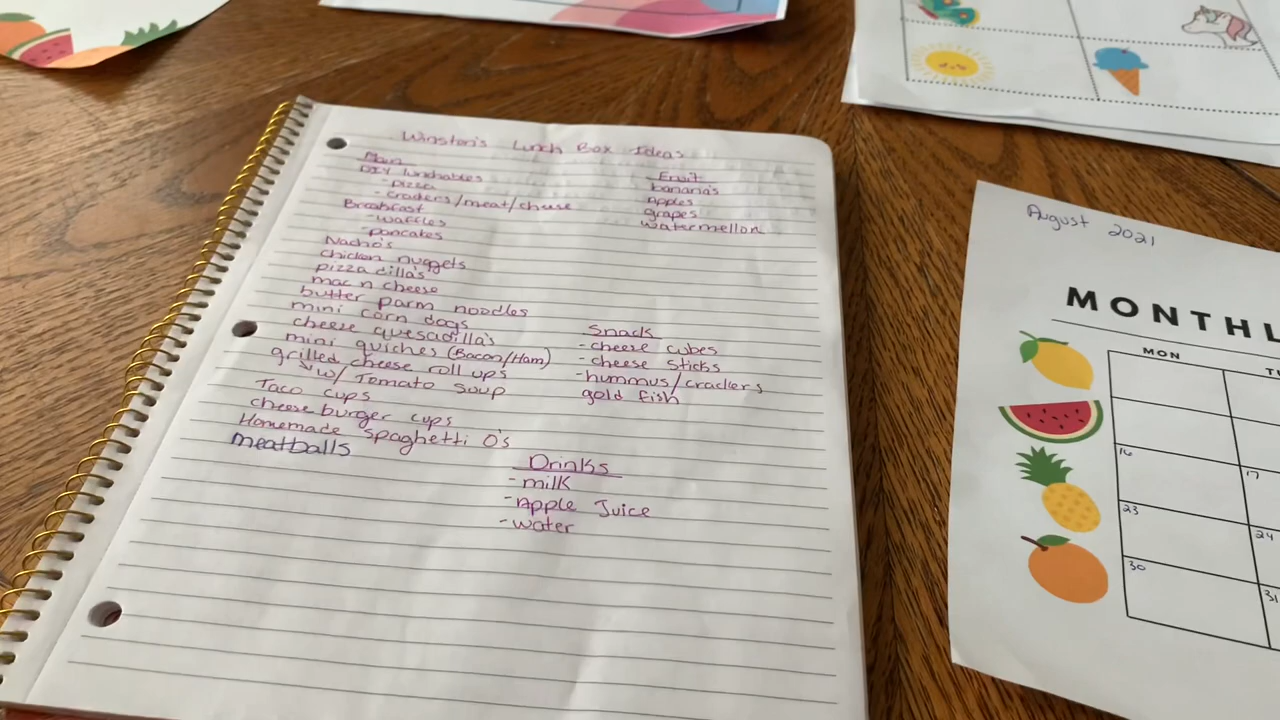 Winston's Lunch Box Ideas
Main
DIY lunchables
- pizza
- crackers/meat/cheese
Breakfast
- waffles
- pancakes
Nacho's
chicken nuggets
pizza dilla's
mac n cheese
butter parm noodles
mini corn dogs
cheese quesadilla's
mini quiches (Bacon/Ham)
grilled cheese roll ups
w/ Tomato Soup
Taco cups
cheese burger cups
Homemade spaghetti O's
meatballs
Fruit
banana's
Apples
grapes
watermellon
Snack
- cheese cubes
- cheese sticks
- hummus/crackers
gold fish
Drinks
- milk
- Apple Juice
- water
August 2021
MONTHL
MON
TU
16
17
23
24
30
31